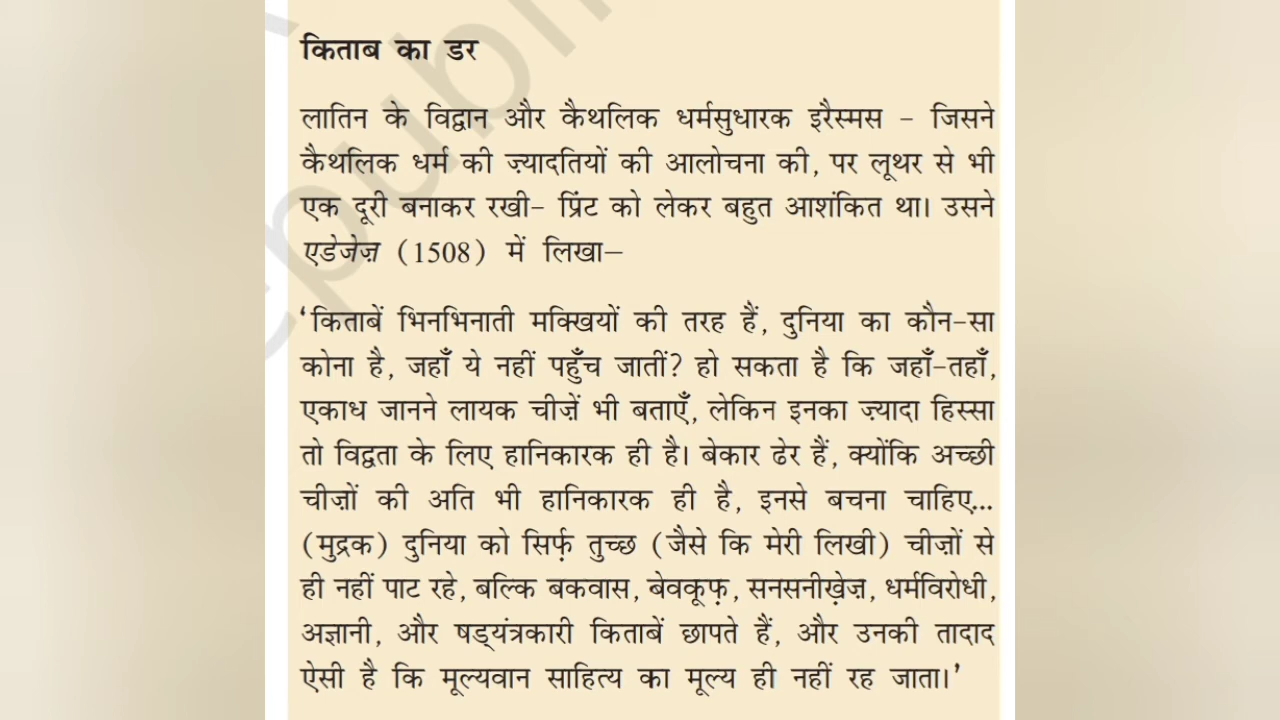 किताब का डर
लातिन के विद्वान और कैथलिक धर्मसुधारक इरैस्मस – जिसने
कैथलिक धर्म की ज़्यादतियों की आलोचना की, पर लूथर से भी
एक दूरी बनाकर रखी– प्रिंट को लेकर बहुत आशंकित था। उसने
एडेजेज़ (1508) में लिखा–
‘किताबें भिनभिनाती मक्खियों की तरह हैं, दुनिया का कौन-सा
कोना है, जहाँ ये नहीं पहुँच जातीं? हो सकता है कि जहाँ-तहाँ,
एकाध जानने लायक चीज़ें भी बताएँ, लेकिन इनका ज़्यादा हिस्सा
तो विद्वता के लिए हानिकारक ही है। बेकार ढेर हैं, क्योंकि अच्छी
चीज़ों की अति भी हानिकारक ही है, इनसे बचना चाहिए...
(मुद्रक) दुनिया को सिर्फ़ तुच्छ (जैसे कि मेरी लिखी) चीज़ों से
ही नहीं पाट रहे, बल्कि बकवास, बेवकूफ़, सनसनीख़ेज़, धर्मविरोधी,
अज्ञानी, और षड्यंत्रकारी किताबें छापते हैं, और उनकी तादाद
ऐसी है कि मूल्यवान साहित्य का मूल्य ही नहीं रह जाता।’